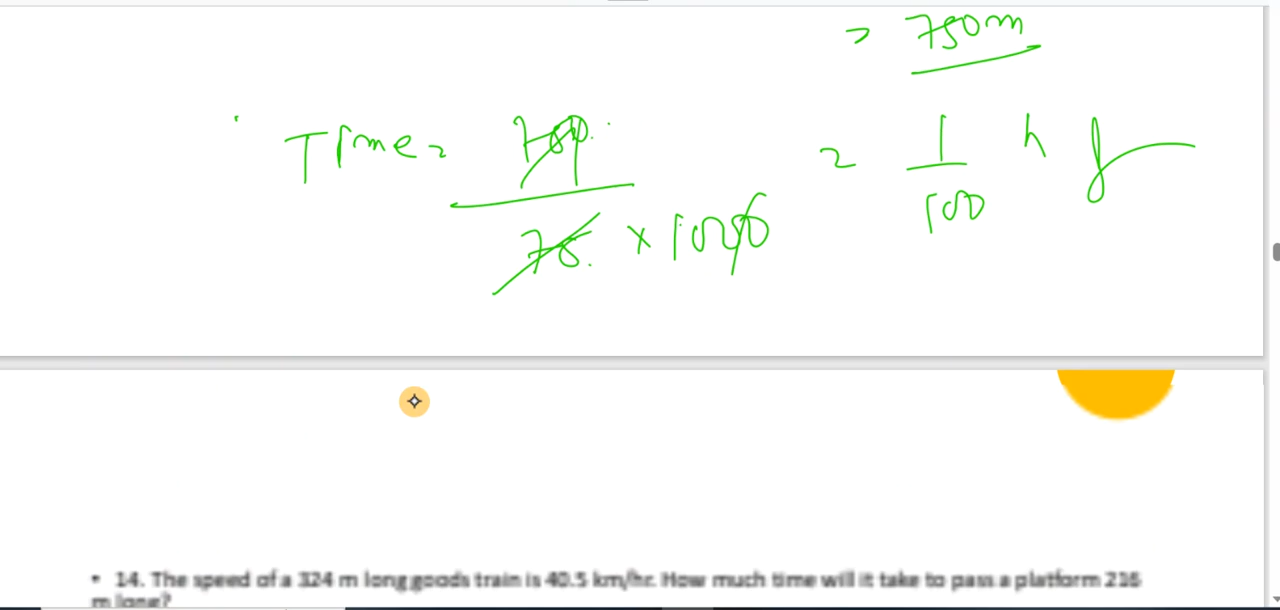 = 750m
Time = 750 / 75 × 1000 = 1/100 h
• 14. The speed of a 324 m long goods train is 40.5 km/hr. How much time will it take to pass a platform 216
m long?